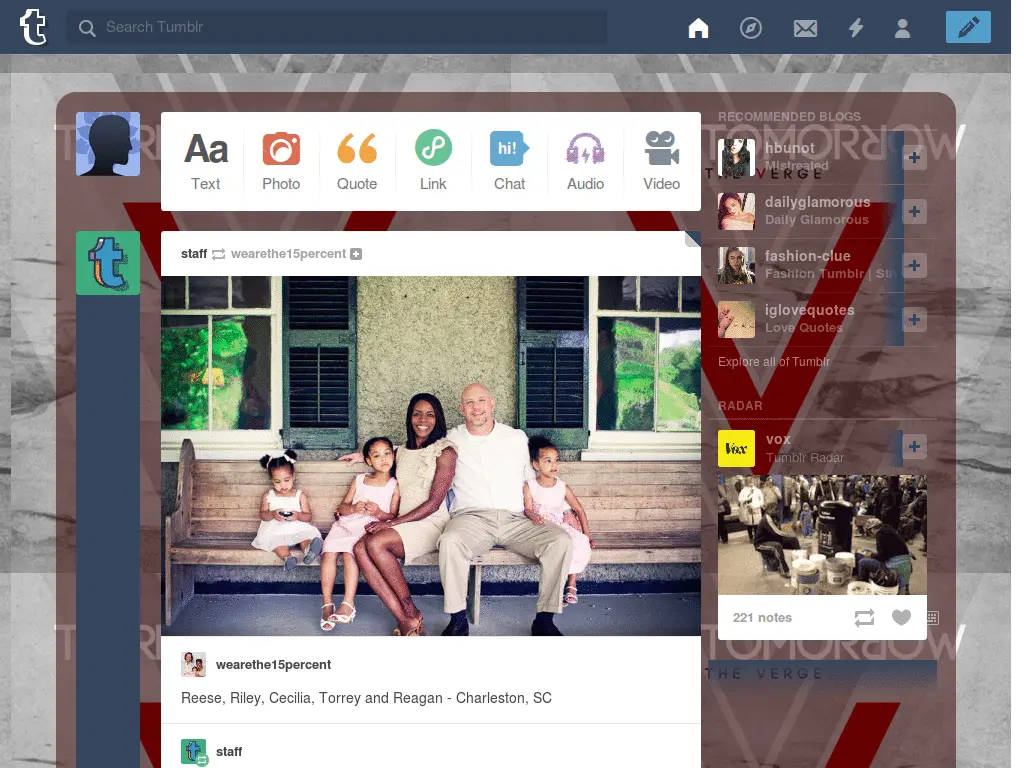 t
Search Tumblr
TOMORROW
THE VERGE
Aa
hi!
Text
Photo
Quote
Link
Chat
Audio
Video
staff wearethe15percent
t
wearethe15percent
Reese, Riley, Cecilia, Torrey and Reagan - Charleston, SC
t
staff
RECOMMENDED BLOGS
hbunot
Mistreated
dailyglamorous
Daily Glamorous
fashion-clue
Fashion Tumblr |
iglovequotes
Love Quotes
Explore all of Tumblr
RADAR
Vox
vox
Tumblr Radar
221 notes
TOMORROW
THE VERGE